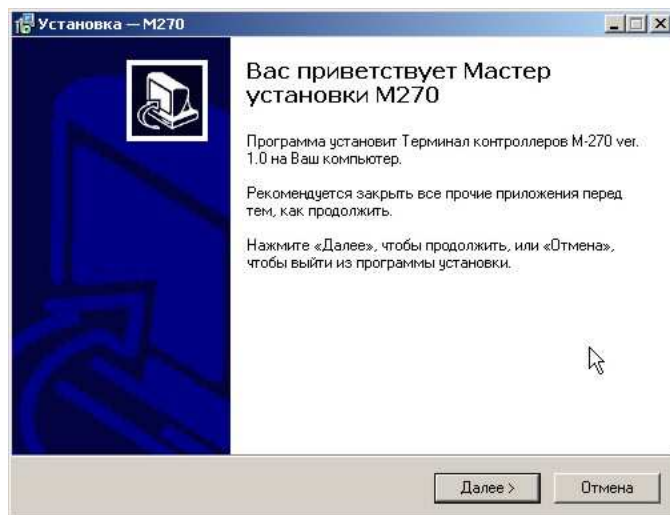 Установка — M270
Вас приветствует Мастер
установки M270
Программа установит Терминал контроллеров М-270 ver.
1.0 на Ваш компьютер.
Рекомендуется закрыть все прочие приложения перед
тем, как продолжить.
Нажмите «Далее», чтобы продолжить, или «Отмена»,
чтобы выйти из программы установки.
Далее >
Отмена